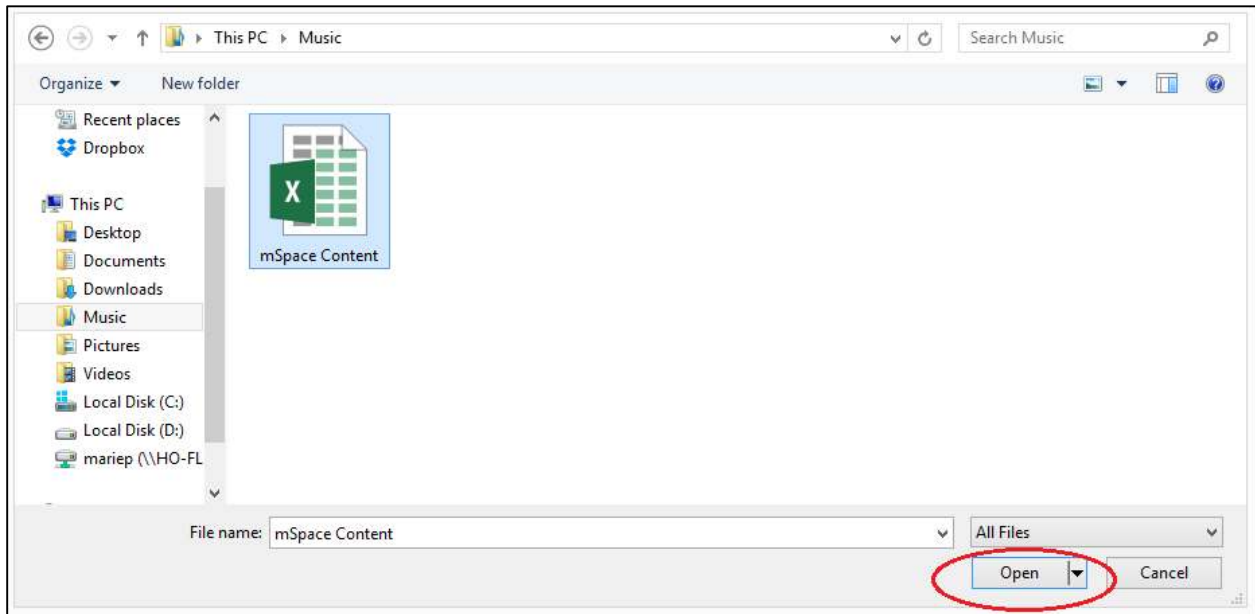 This PC Music
Search Music
Organize
New folder
Recent places
Dropbox
This PC
Desktop
Documents
Downloads
Music
Pictures
Videos
Local Disk (C:)
Local Disk (D:)
mariep (\\HO-FL
X
mSpace Content
File name: mSpace Content
All Files
Open
Cancel